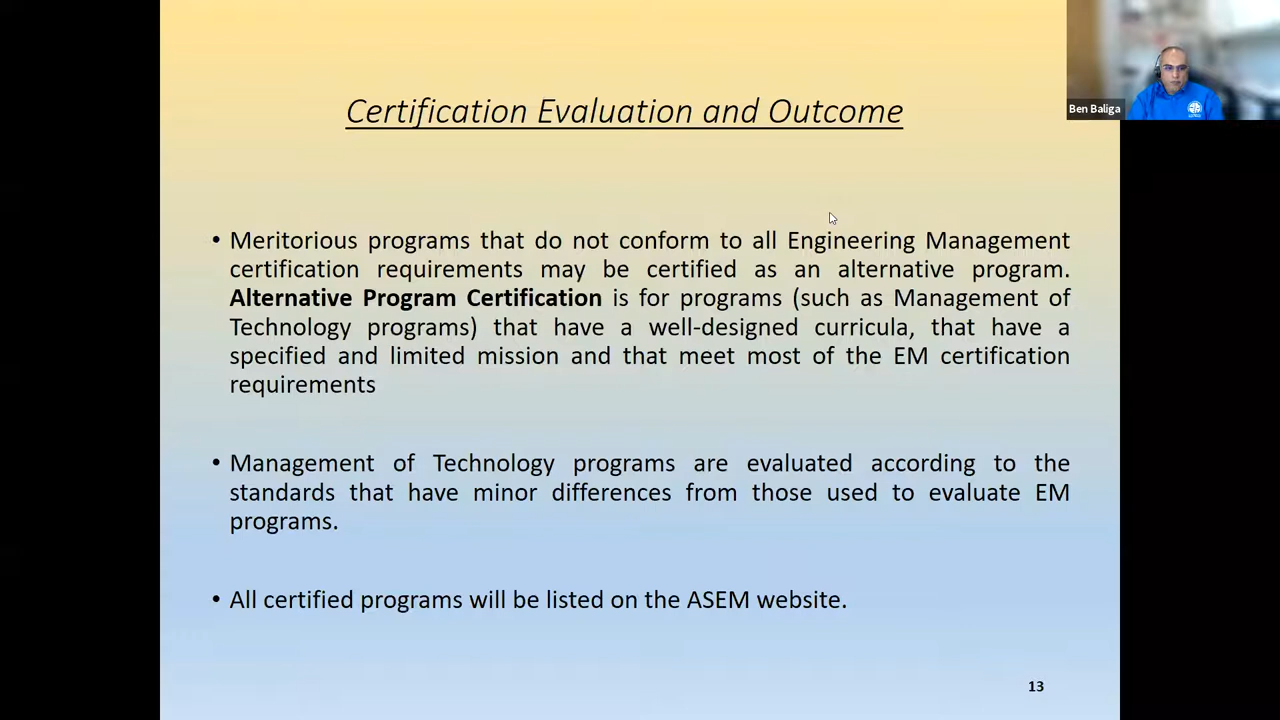 Certification Evaluation and Outcome
Ben Baliga
• Meritorious programs that do not conform to all Engineering Management
certification requirements may be certified as an alternative program.
Alternative Program Certification is for programs (such as Management of
Technology programs) that have a well-designed curricula, that have a
specified and limited mission and that meet most of the EM certification
requirements
• Management of Technology programs are evaluated according to the
standards that have minor differences from those used to evaluate EM
programs.
• All certified programs will be listed on the ASEM website.
13